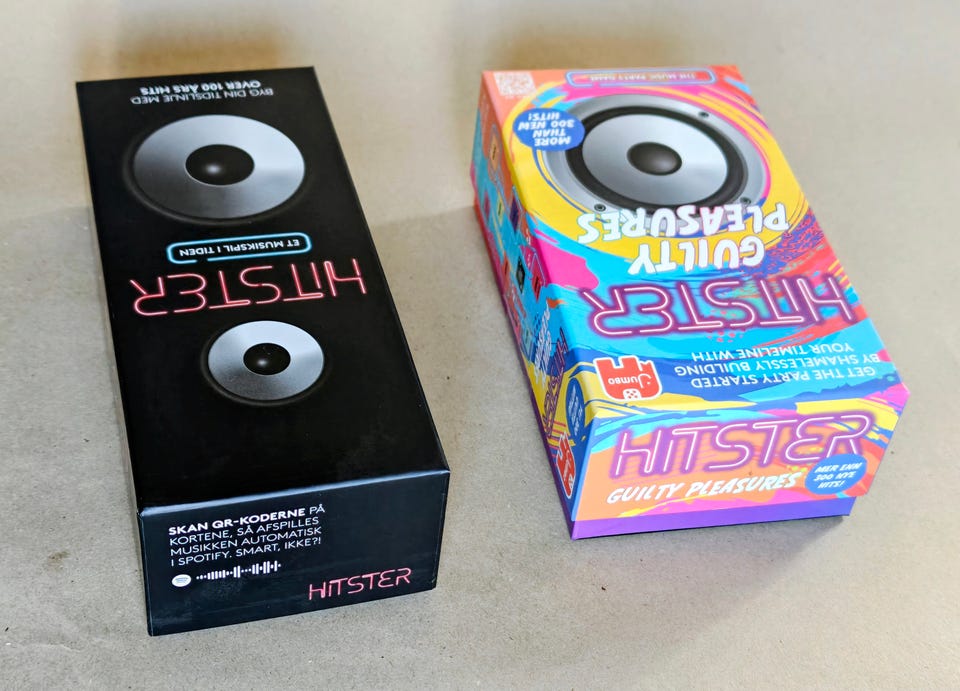 BYG DIN TIDSLINJE MED
OVER 100 ÅRS HITS
ET MUSIKSPIL I TIDEN
HITSTER
SKAN QR-KODERNE PÅ
KORTENE, SÅ AFSPILLES
MUSIKKEN AUTOMATISK
I SPOTIFY. SMART, IKKE?!
HITSTER
THE MUSIC PARTY GAME
MORE
THAN
300 NEW
HITS!
GUILTY
PLEASURES
HITSTER
GET THE PARTY STARTED
BY SHAMELESSLY BUILDING
YOUR TIMELINE WITH
JUMBO
HITSTER
GUILTY PLEASURES
MER ENN
300 NYE
HITS!